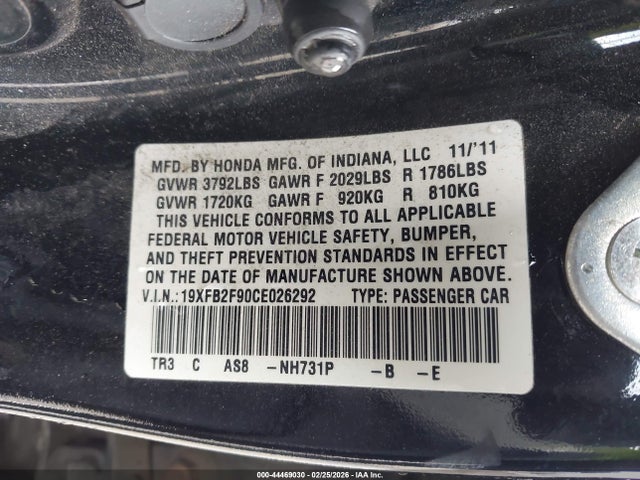 MFD. BY HONDA MFG. OF INDIANA, LLC 11/'11
GVWR 3792LBS GAWR F 2029LBS R 1786LBS
GVWR 1720KG GAWR F 920KG R 810KG
THIS VEHICLE CONFORMS TO ALL APPLICABLE
FEDERAL MOTOR VEHICLE SAFETY, BUMPER,
AND THEFT PREVENTION STANDARDS IN EFFECT
ON THE DATE OF MANUFACTURE SHOWN ABOVE.
V.I.N.:19XFB2F90CE026292 TYPE: PASSENGER CAR
TR3 C AS8 -NH731P -B -E
000-44469030 - 02/25/2026 - IAA Inc.